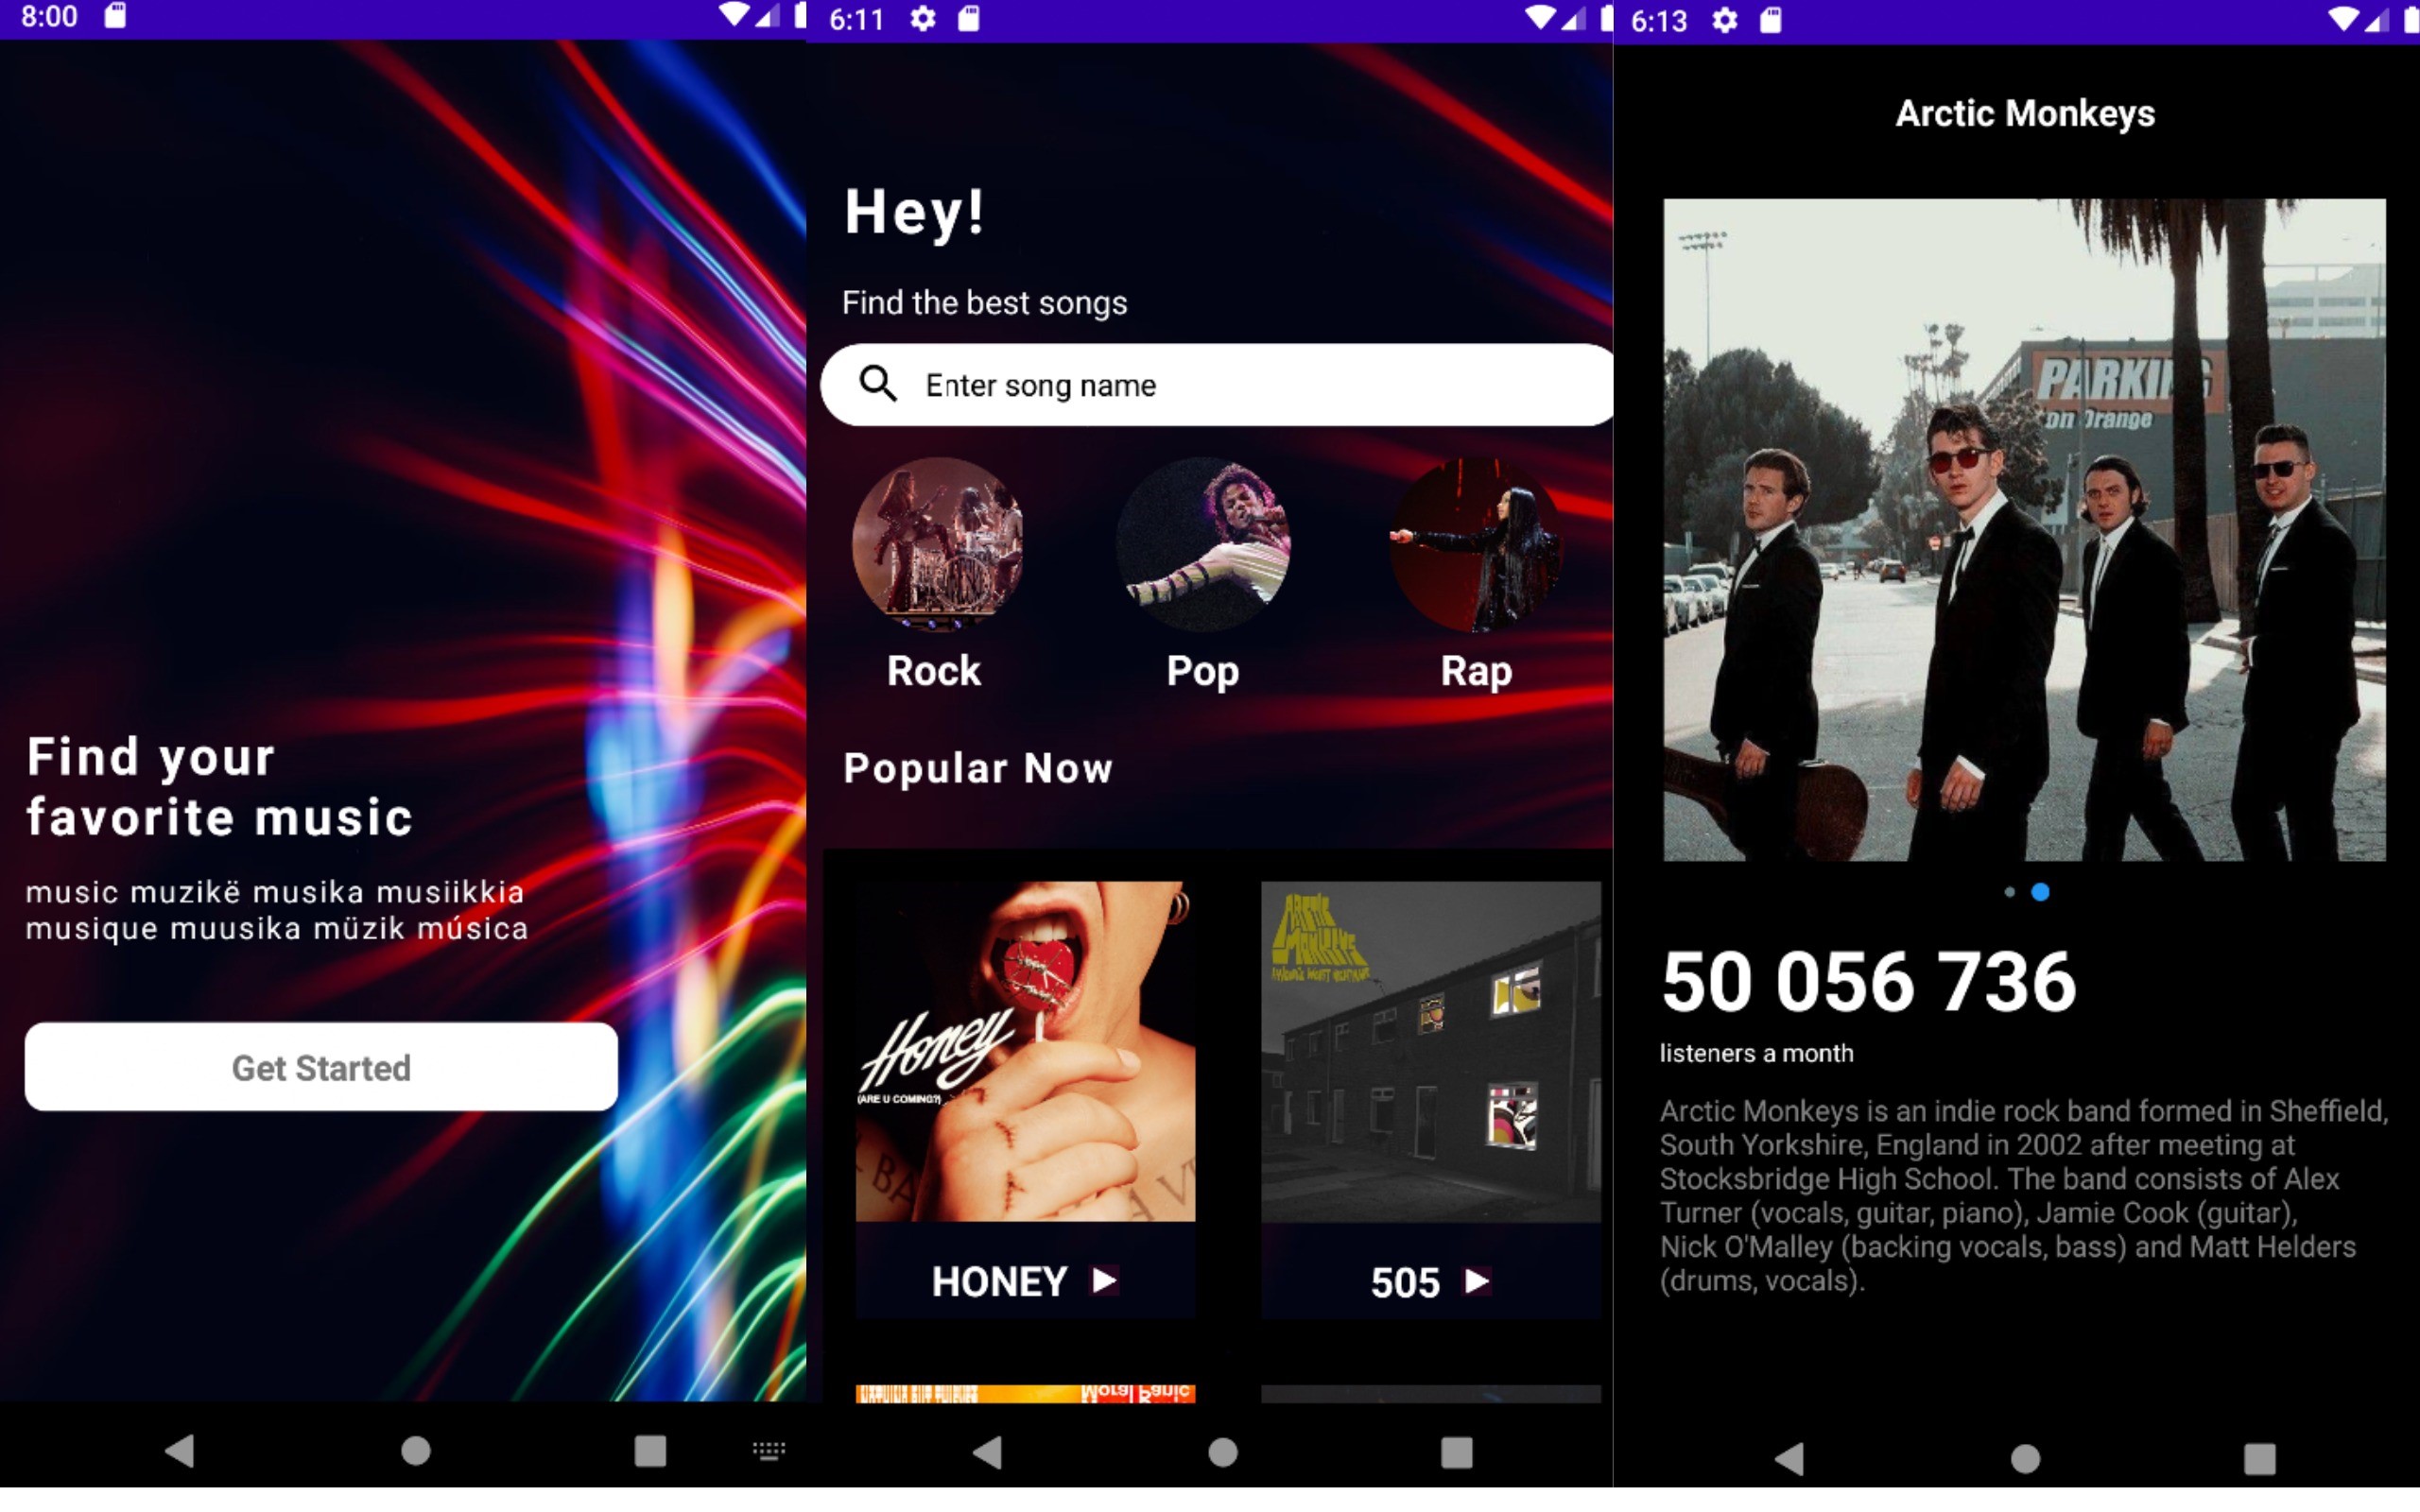 8:00
Find your
favorite music
music muzikë musika musiikkia
musique muusika müzik música
Get Started
6:11
Hey!
Find the best songs
Enter song name
Rock
Pop
Rap
Popular Now
Honey
(ARE U COMING?)
ARCTIC
MONKEYS
FAVOURITE WORST NIGHTMARE
HONEY
505
Moral Panic
6:13
Arctic Monkeys
PARKING
on Orange
50 056 736
listeners a month
Arctic Monkeys is an indie rock band formed in Sheffield,
South Yorkshire, England in 2002 after meeting at
Stocksbridge High School. The band consists of Alex
Turner (vocals, guitar, piano), Jamie Cook (guitar),
Nick O'Malley (backing vocals, bass) and Matt Helders
(drums, vocals).